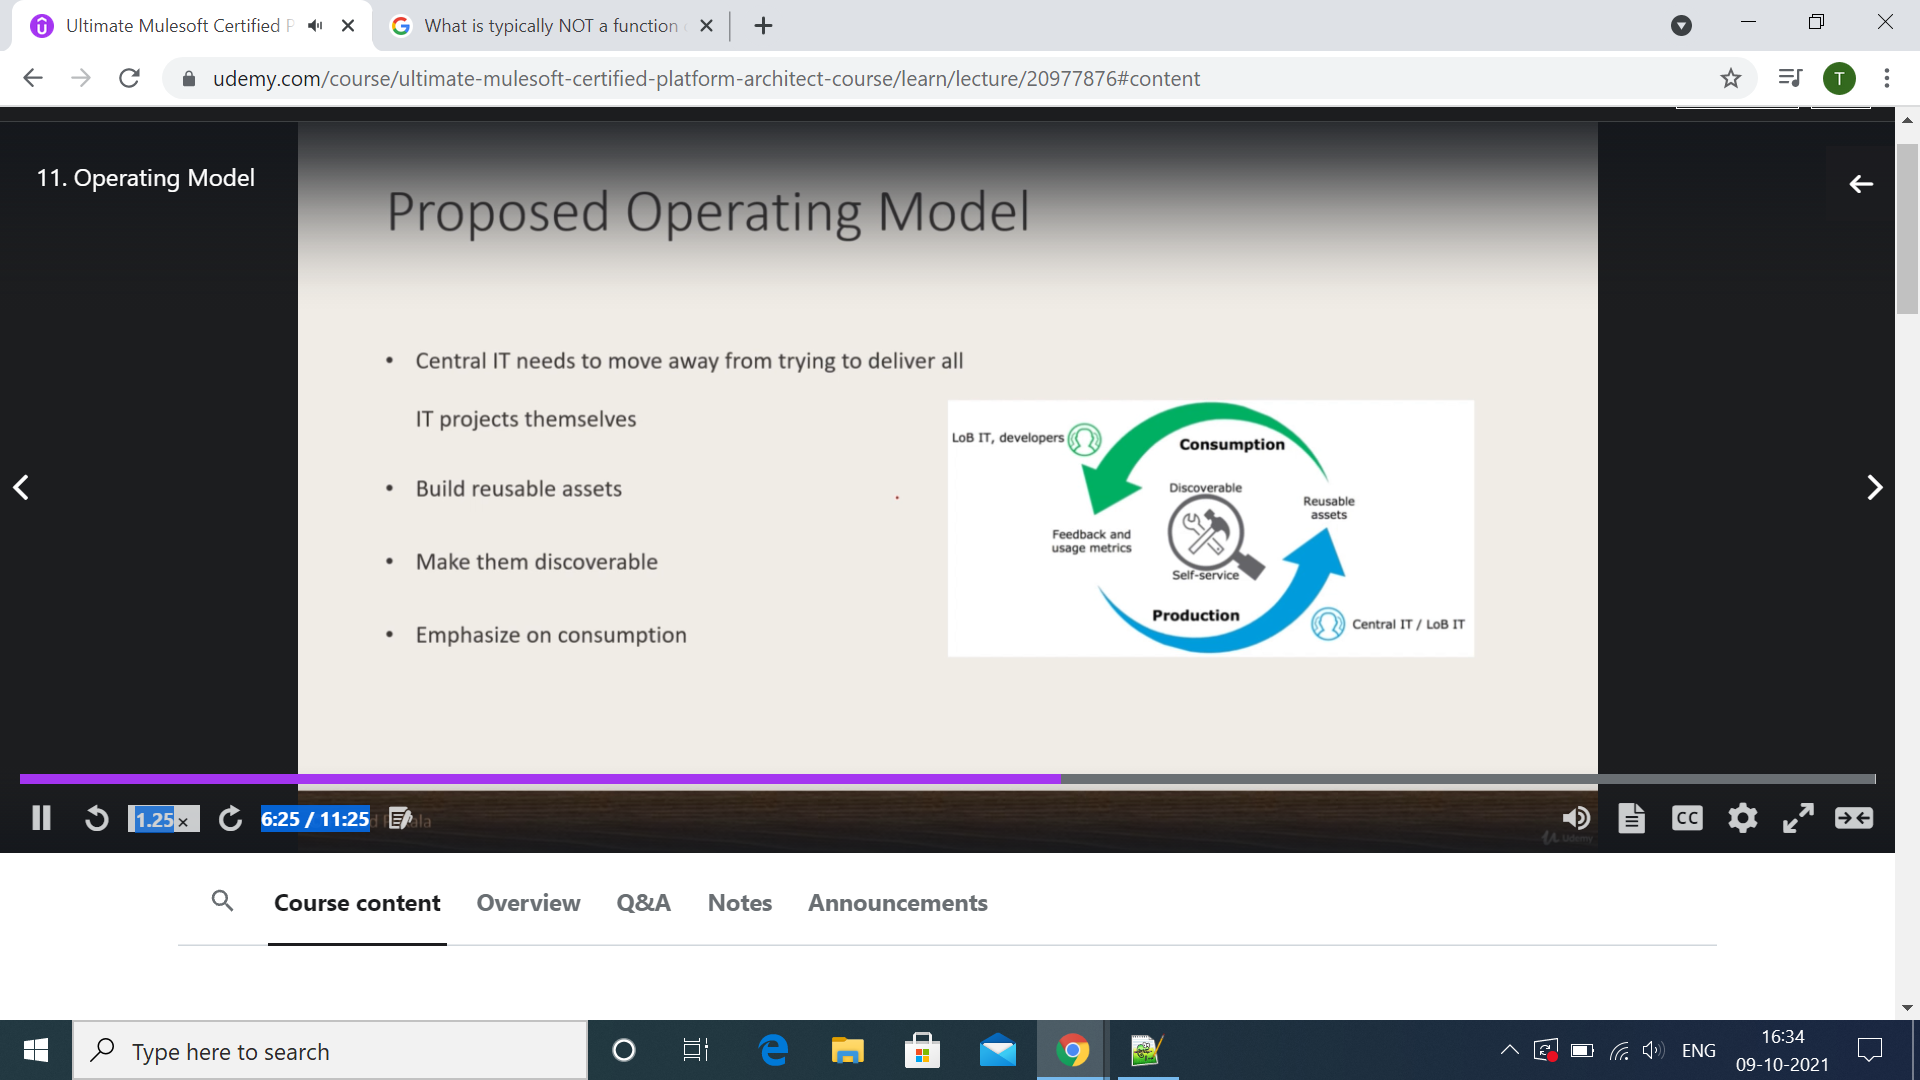 Ultimate Mulesoft Certified P
What is typically NOT a function
udemy.com/course/ultimate-mulesoft-certified-platform-architect-course/learn/lecture/20977876#content
T
11. Operating Model
Proposed Operating Model
• Central IT needs to move away from trying to deliver all
IT projects themselves
• Build reusable assets
• Make them discoverable
• Emphasize on consumption
LoB IT, developers
Consumption
Discoverable
Reusable
assets
Feedback and
usage metrics
Self-service
Production
Central IT / LoB IT
1.25×
6:25 / 11:25
CC
Udemy
Course content
Overview
Q&A
Notes
Announcements
Type here to search
ENG
16:34
09-10-2021